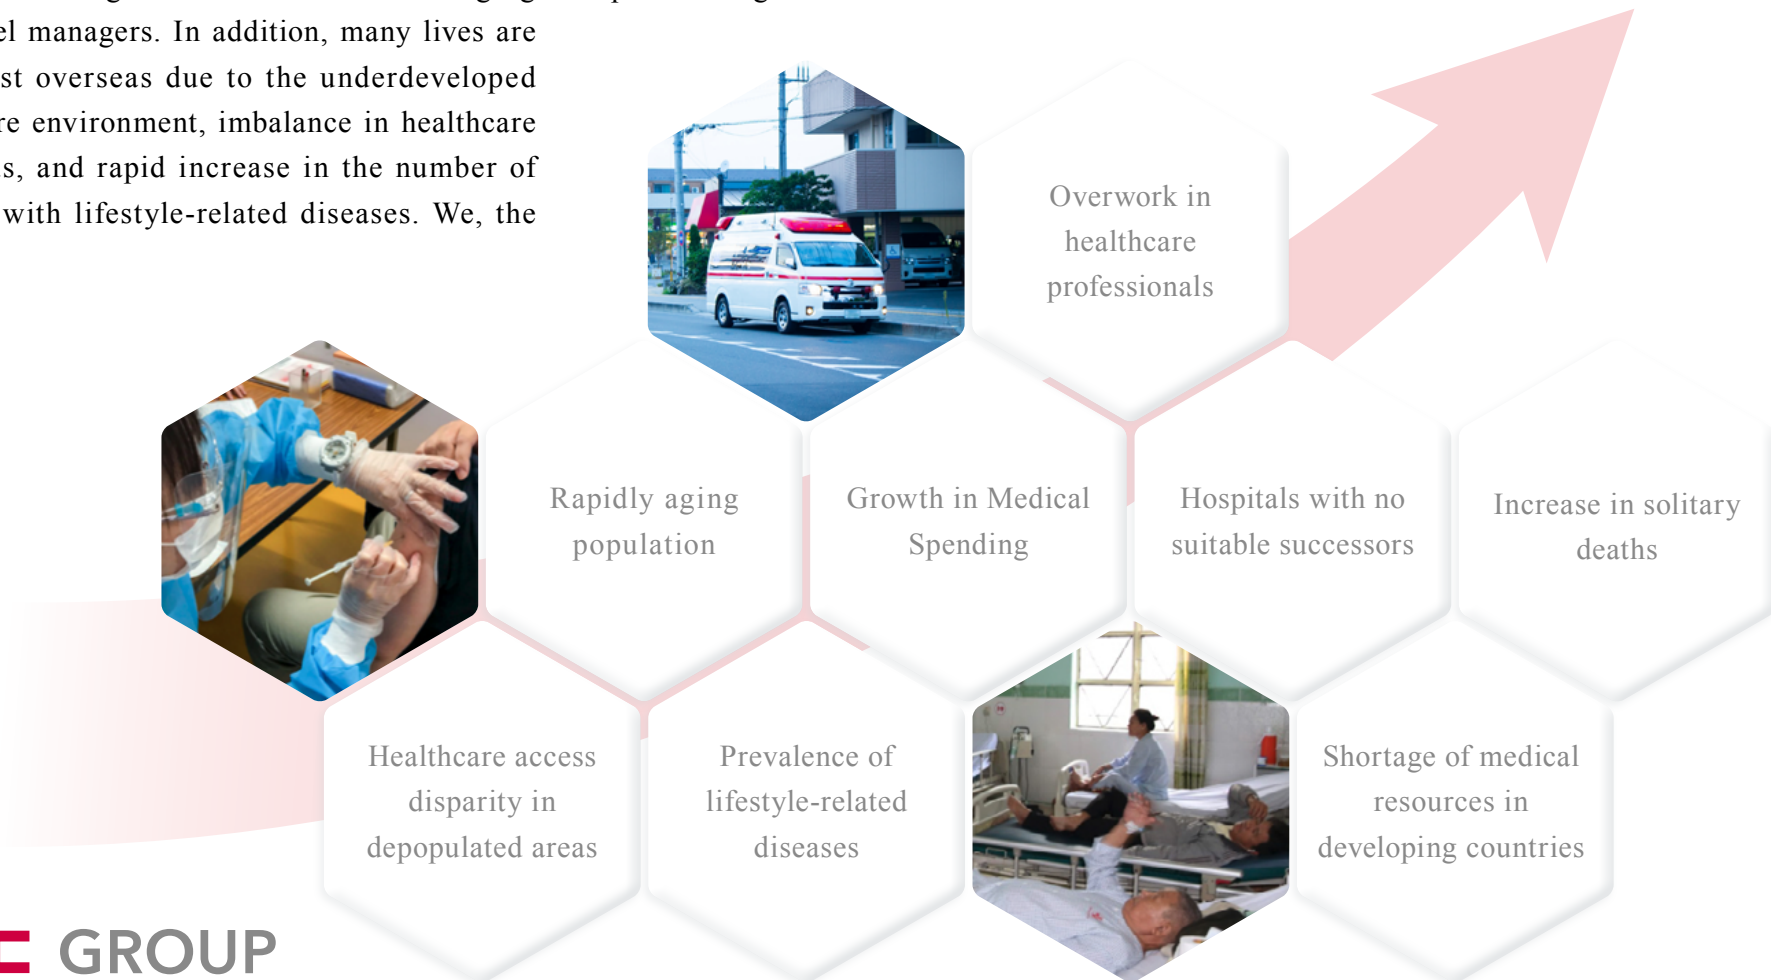 el managers. In addition, many lives are
st overseas due to the underdeveloped
re environment, imbalance in healthcare
s, and rapid increase in the number of
with lifestyle-related diseases. We, the
Overwork in
healthcare
professionals
Rapidly aging
population
Growth in Medical
Spending
Hospitals with no
suitable successors
Increase in solitary
deaths
Healthcare access
disparity in
depopulated areas
Prevalence of
lifestyle-related
diseases
Shortage of medical
resources in
developing countries
GROUP